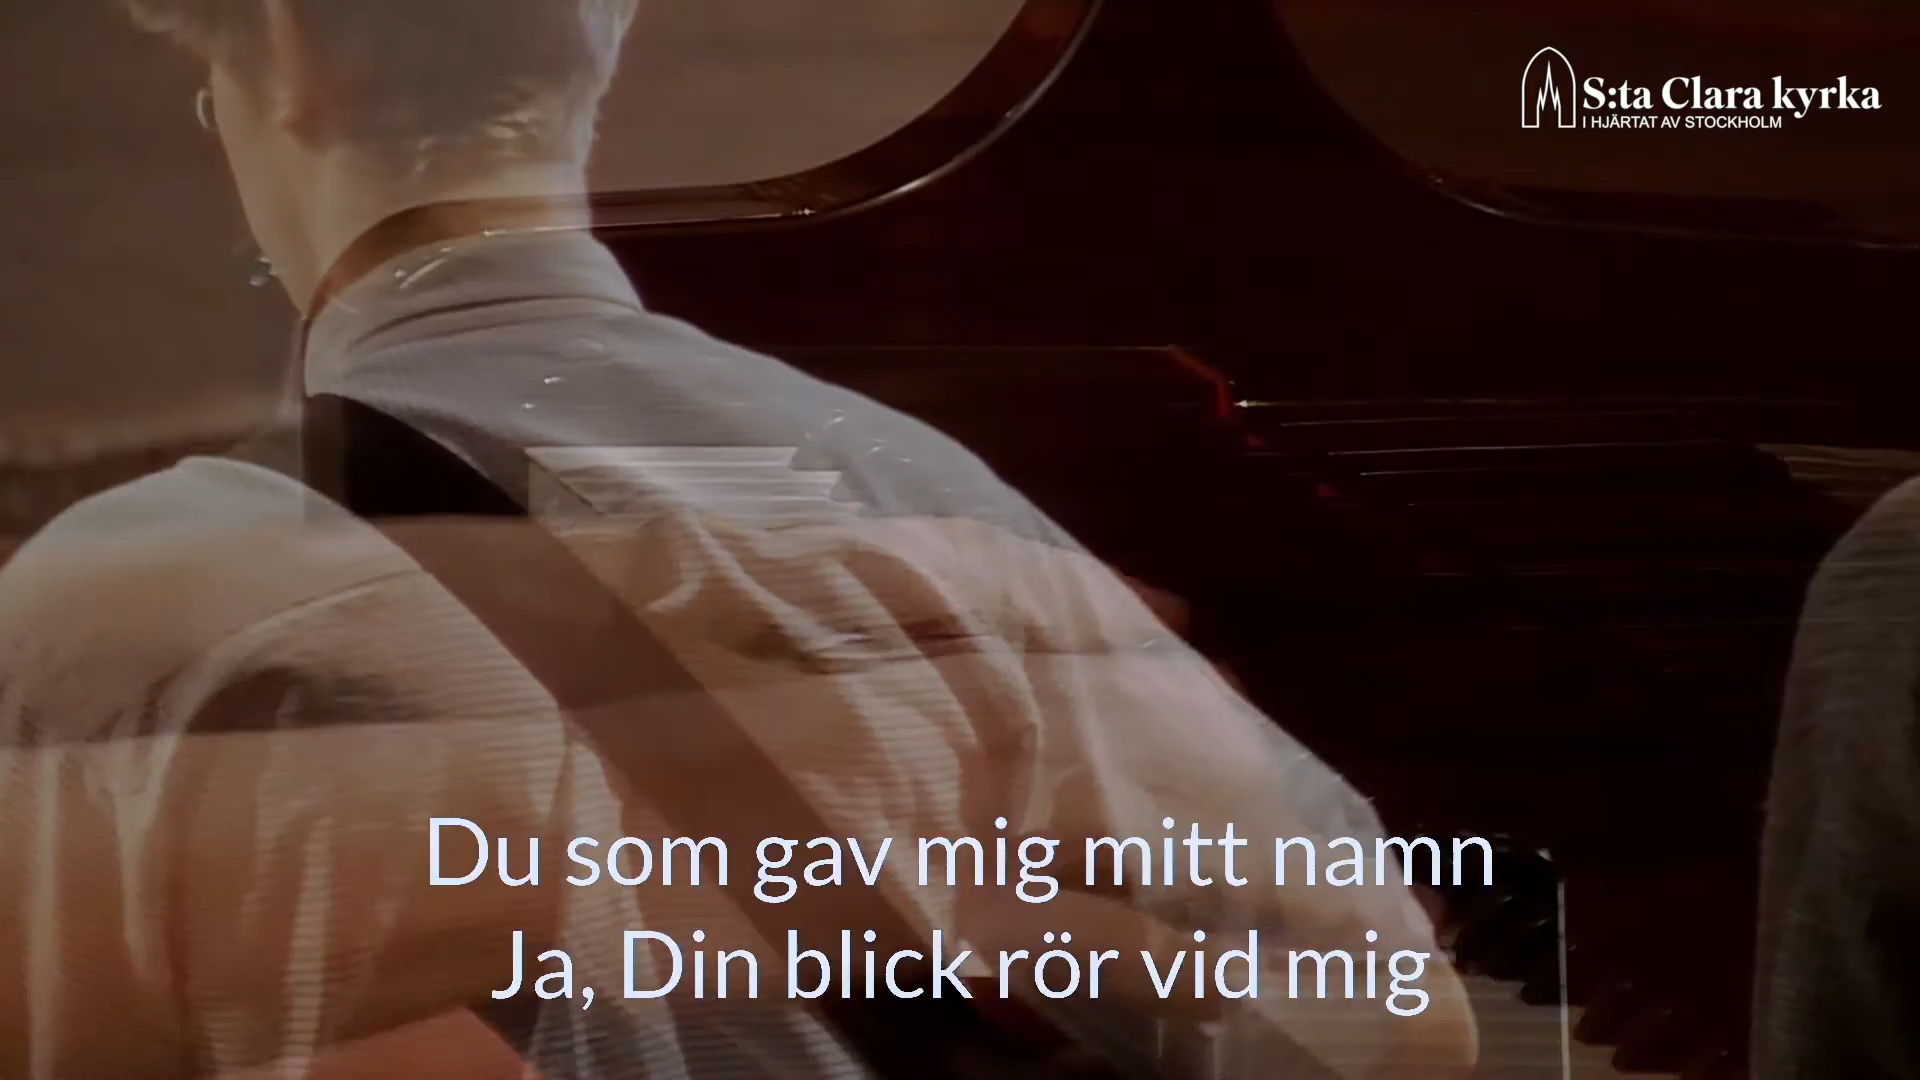 S:ta Clara kyrka
I HJÄRTAT AV STOCKHOLM
Du som gav mig mitt namn
Ja, Din blick rör vid mig